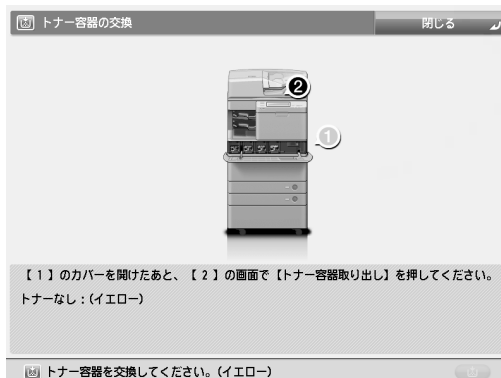 トナー容器の交換
閉じる
2
1
【 1 】のカバーを開けたあと、【 2 】の画面で【トナー容器取り出し】を押してください。
トナーなし:(イエロー)
トナー容器を交換してください。(イエロー)